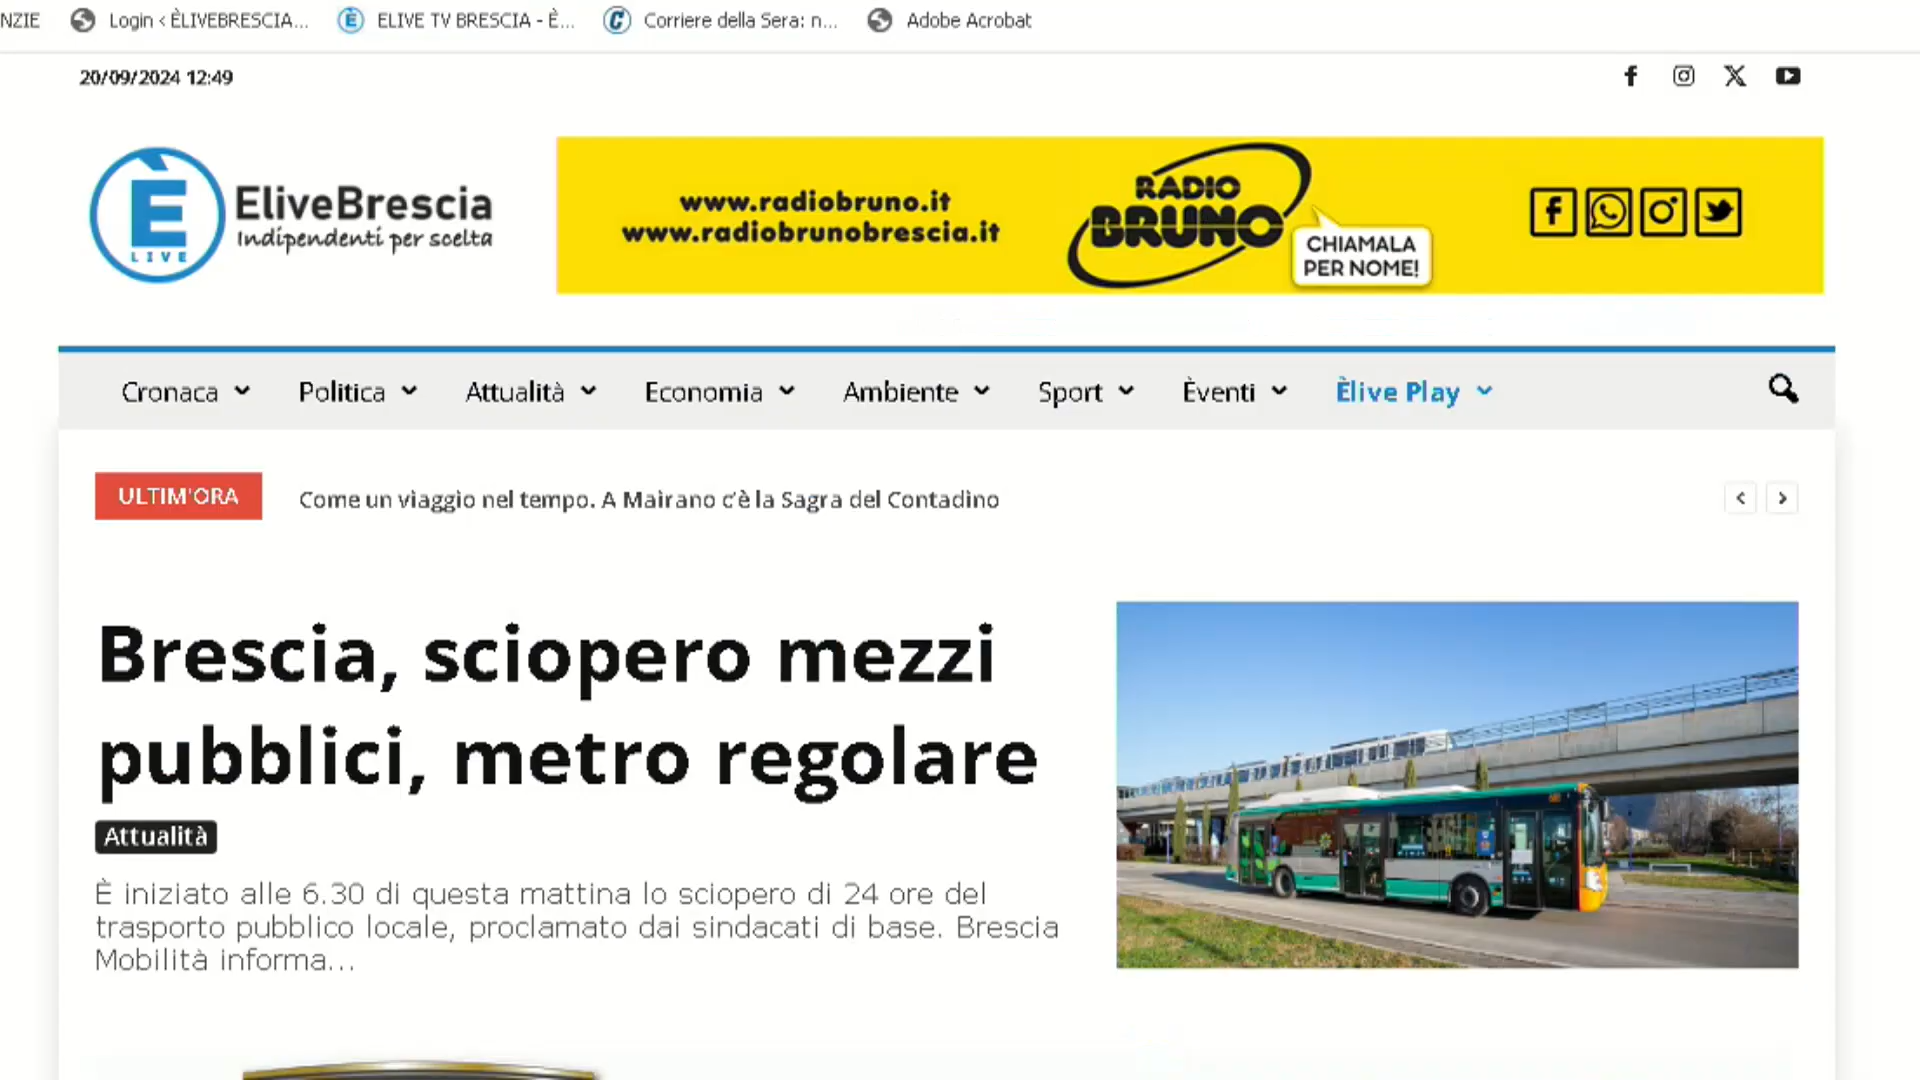 NZIE
Login ‹ ÈLIVEBRESCIA...
ELIVE TV BRESCIA - È...
Corriere della Sera: n...
Adobe Acrobat
20/09/2024 12:49
È
LIVE
EliveBrescia
Indipendenti per scelta
www.radiobruno.it
www.radiobrunobrescia.it
RADIO
BRUNO
CHIAMALA
PER NOME!
Cronaca
Politica
Attualità
Economia
Ambiente
Sport
Èventi
Èlive Play
ULTIM'ORA
Come un viaggio nel tempo. A Mairano c'è la Sagra del Contadino
Brescia, sciopero mezzi
pubblici, metro regolare
Attualità
È iniziato alle 6.30 di questa mattina lo sciopero di 24 ore del
trasporto pubblico locale, proclamato dai sindacati di base. Brescia
Mobilità informa...